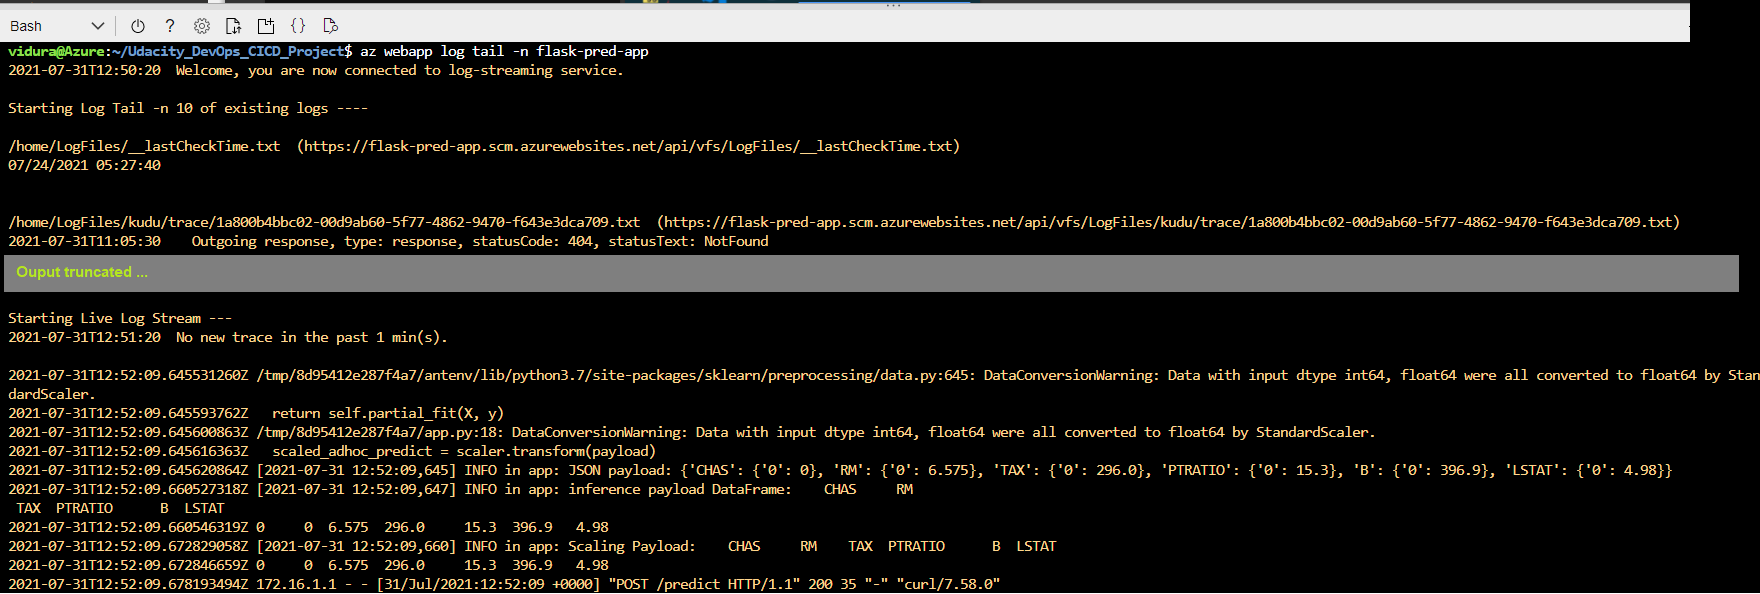 Bash
vidura@Azure:~/Udacity_DevOps_CICD_Project$ az webapp log tail -n flask-pred-app
2021-07-31T12:50:20  Welcome, you are now connected to log-streaming service.
Starting Log Tail -n 10 of existing logs ----
/home/LogFiles/__lastCheckTime.txt  (https://flask-pred-app.scm.azurewebsites.net/api/vfs/LogFiles/__lastCheckTime.txt)
07/24/2021 05:27:40
/home/LogFiles/kudu/trace/1a800b4bbc02-00d9ab60-5f77-4862-9470-f643e3dca709.txt  (https://flask-pred-app.scm.azurewebsites.net/api/vfs/LogFiles/kudu/trace/1a800b4bbc02-00d9ab60-5f77-4862-9470-f643e3dca709.txt)
2021-07-31T11:05:30    Outgoing response, type: response, statusCode: 404, statusText: NotFound
Ouput truncated ...
Starting Live Log Stream ---
2021-07-31T12:51:20  No new trace in the past 1 min(s).
2021-07-31T12:52:09.645531260Z /tmp/8d95412e287f4a7/antenv/lib/python3.7/site-packages/sklearn/preprocessing/data.py:645: DataConversionWarning: Data with input dtype int64, float64 were all converted to float64 by Stan
dardScaler.
2021-07-31T12:52:09.645593762Z   return self.partial_fit(X, y)
2021-07-31T12:52:09.645600863Z /tmp/8d95412e287f4a7/app.py:18: DataConversionWarning: Data with input dtype int64, float64 were all converted to float64 by StandardScaler.
2021-07-31T12:52:09.645616363Z   scaled_adhoc_predict = scaler.transform(payload)
2021-07-31T12:52:09.645620864Z [2021-07-31 12:52:09,645] INFO in app: JSON payload: {'CHAS': {'0': 0}, 'RM': {'0': 6.575}, 'TAX': {'0': 296.0}, 'PTRATIO': {'0': 15.3}, 'B': {'0': 396.9}, 'LSTAT': {'0': 4.98}}
2021-07-31T12:52:09.660527318Z [2021-07-31 12:52:09,647] INFO in app: inference payload DataFrame:    CHAS     RM
TAX  PTRATIO      B  LSTAT
2021-07-31T12:52:09.660546319Z 0     0  6.575  296.0     15.3  396.9   4.98
2021-07-31T12:52:09.672829058Z [2021-07-31 12:52:09,660] INFO in app: Scaling Payload:    CHAS     RM    TAX  PTRATIO      B  LSTAT
2021-07-31T12:52:09.672846659Z 0     0  6.575  296.0     15.3  396.9   4.98
2021-07-31T12:52:09.678193494Z 172.16.1.1 - - [31/Jul/2021:12:52:09 +0000] "POST /predict HTTP/1.1" 200 35 "-" "curl/7.58.0"